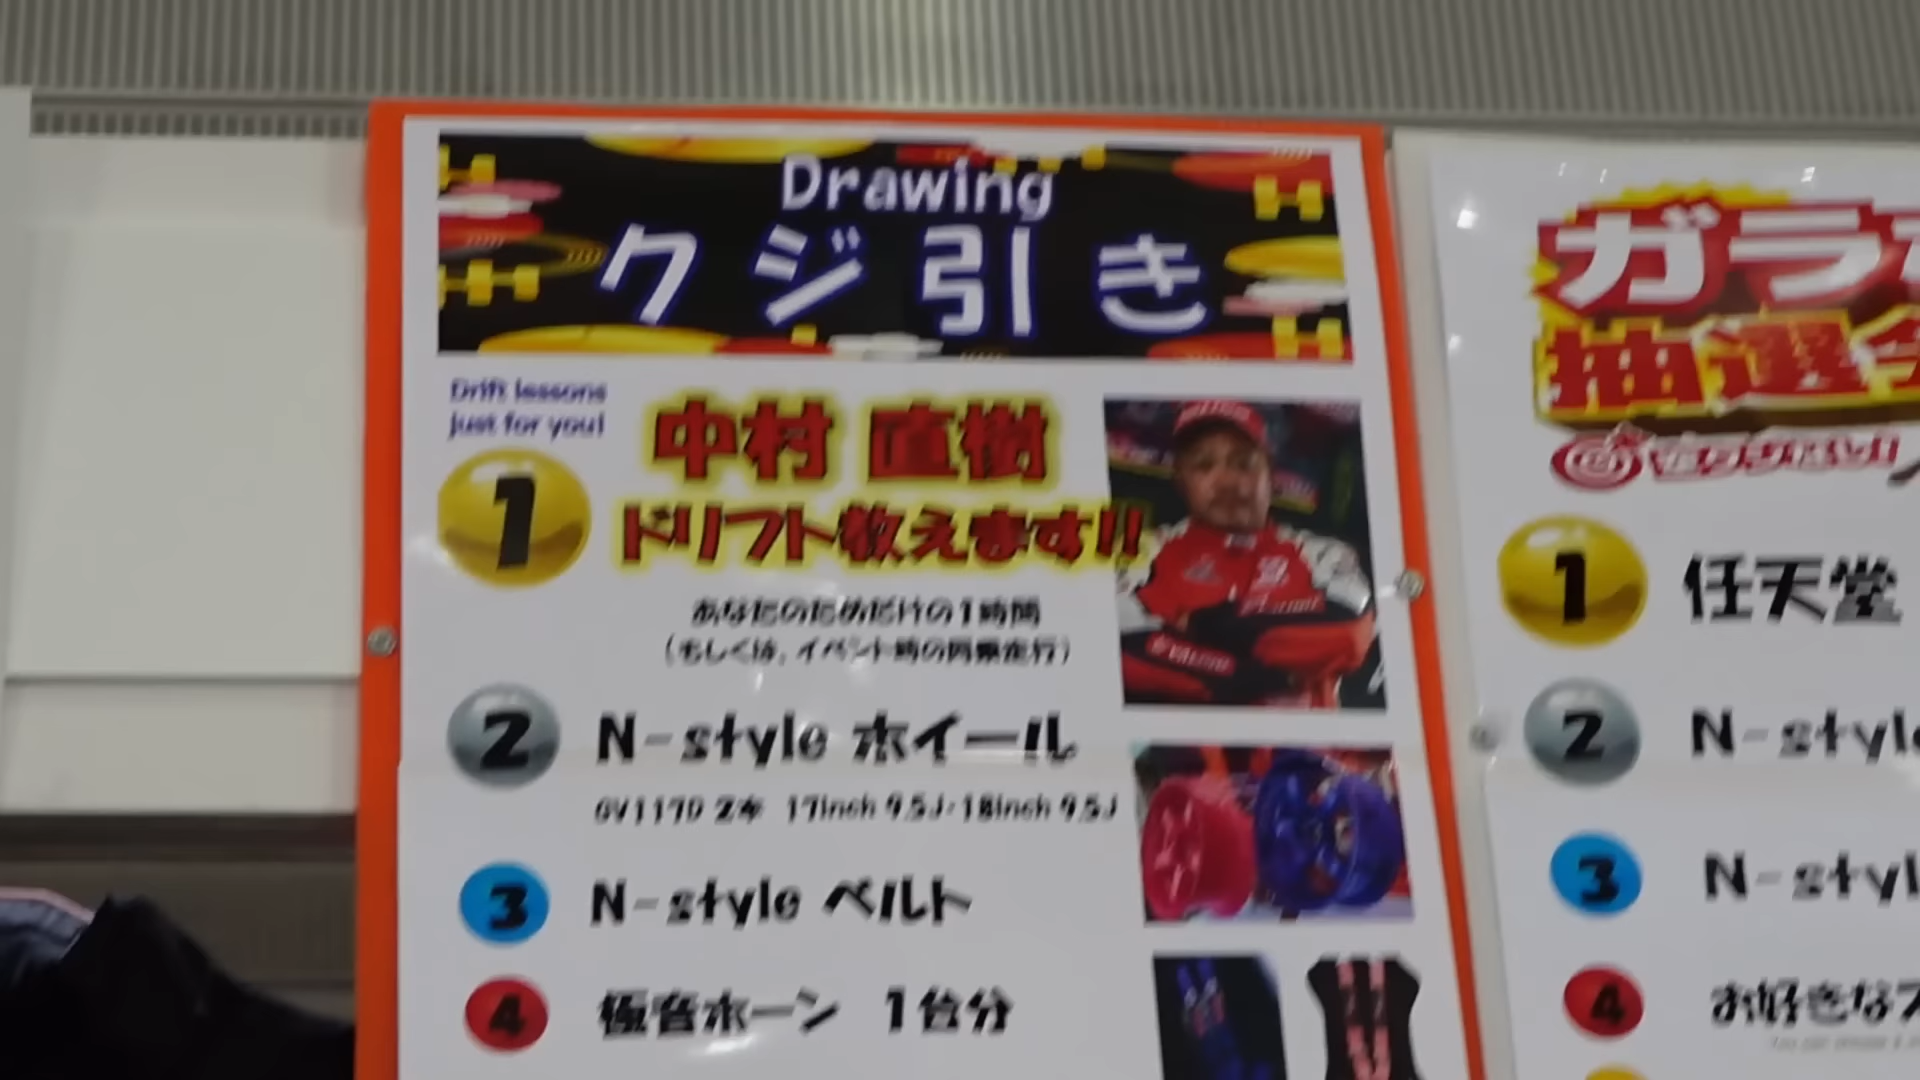 Drawing
クジ引き
Drift lessons
just for you!
1
中村 直樹
ドリフト教えます!!
あなたのためだけの1時間
(もしくは、イベント時の同乗走行)
2
N-style ホイール
GV117D 2本 17inch 9.5J・18inch 9.5J
3
N-style ベルト
4
極音ホーン 1台分
ガラ
抽選
1
任天堂
2
N-style
3
N-style
4
お好きな